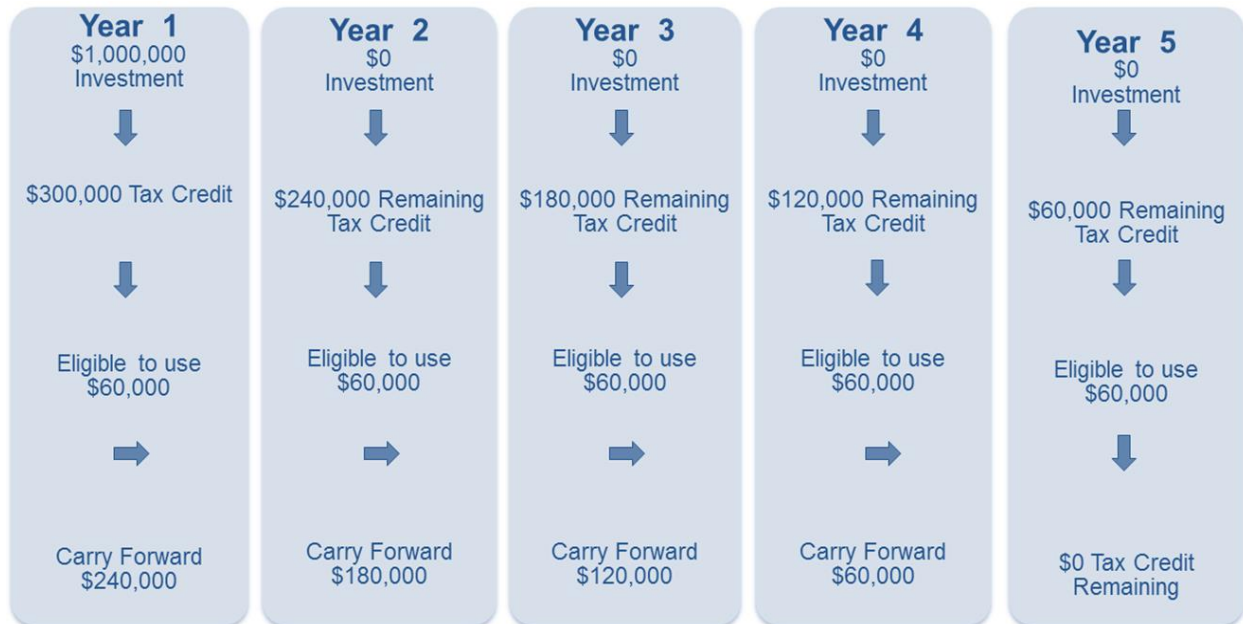 Year 1
$1,000,000
Investment
$300,000 Tax Credit
Eligible to use
$60,000
Carry Forward
$240,000
Year 2
$0
Investment
$240,000 Remaining
Tax Credit
Eligible to use
$60,000
Carry Forward
$180,000
Year 3
$0
Investment
$180,000 Remaining
Tax Credit
Eligible to use
$60,000
Carry Forward
$120,000
Year 4
$0
Investment
$120,000 Remaining
Tax Credit
Eligible to use
$60,000
Carry Forward
$60,000
Year 5
$0
Investment
$60,000 Remaining
Tax Credit
Eligible to use
$60,000
$0 Tax Credit
Remaining